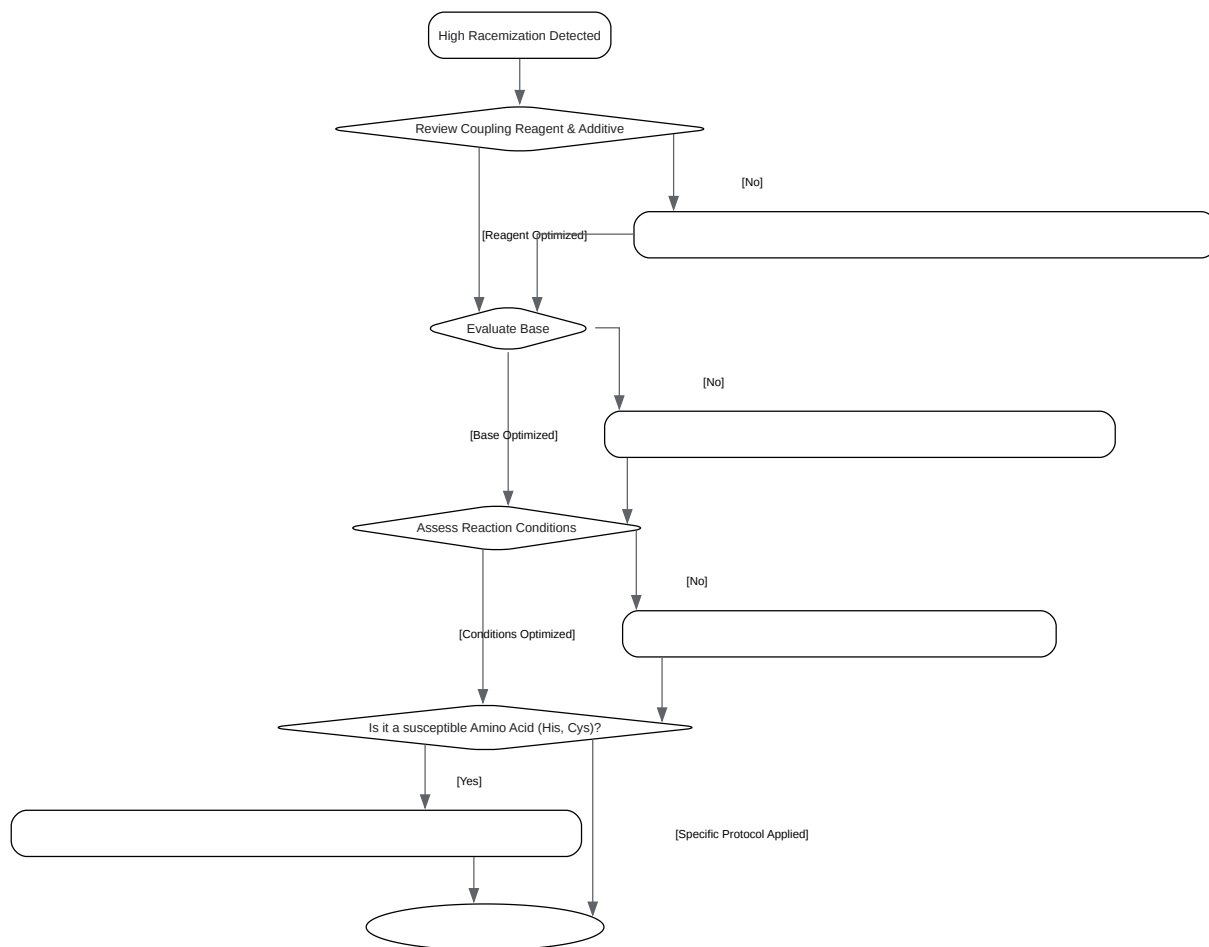 High Racemization Detected
Review Coupling Reagent & Additive
[No]
[Reagent Optimized]
Evaluate Base
[No]
[Base Optimized]
Assess Reaction Conditions
[No]
[Conditions Optimized]
Is it a susceptible Amino Acid (His, Cys)?
[Yes]
[Specific Protocol Applied]